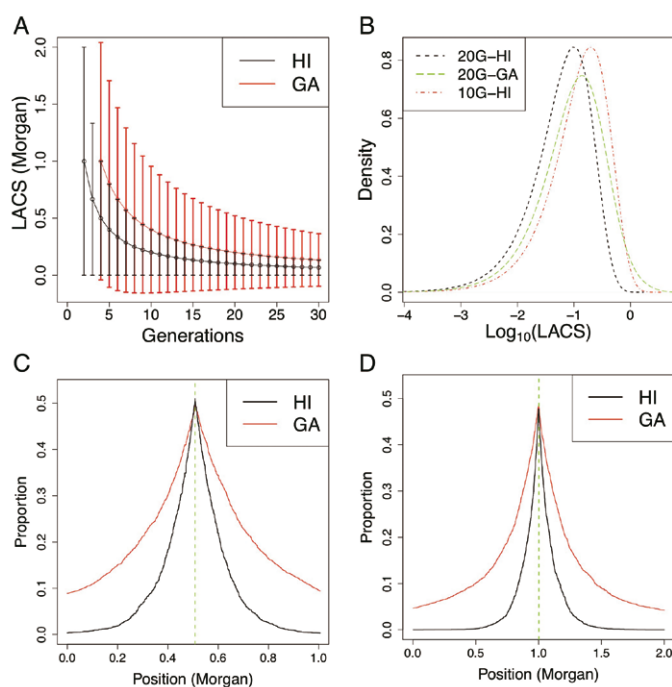 A
HI
GA
LACS (Morgan)
2.0
1.5
1.0
0.5
0.0
0 5 10 15 20 25 30
Generations
B
20G−HI
20G−GA
10G−HI
Density
0.8
0.6
0.4
0.2
0.0
−4 −3 −2 −1 0
Log10(LACS)
C
HI
GA
Proportion
0.5
0.4
0.3
0.2
0.1
0.0
0.0 0.2 0.4 0.6 0.8 1.0
Position (Morgan)
D
HI
GA
Proportion
0.5
0.4
0.3
0.2
0.1
0.0
0.0 0.5 1.0 1.5 2.0
Position (Morgan)